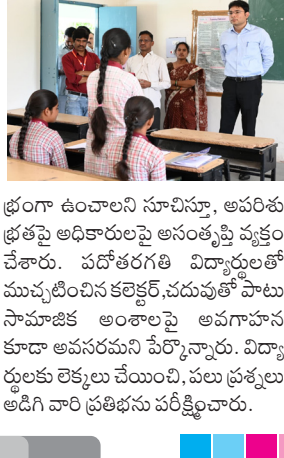 భ్రంగా ఉంచాలని సూచిస్తూ, అపరిశు
భ్రతపై అధికారులపై అసంతృప్తి వ్యక్తం
చేశారు. పదోతరగతి విద్యార్థులతో
ముచ్చటించిన కలెక్టర్,చదువుతో పాటు
సామాజిక అంశాలపై అవగాహన
కూడా అవసరమని పేర్కొన్నారు. విద్యా
ర్థులకు లెక్కలు చేయించి, పలు ప్రశ్నలు
అడిగి వారి ప్రతిభను పరీక్షించారు.